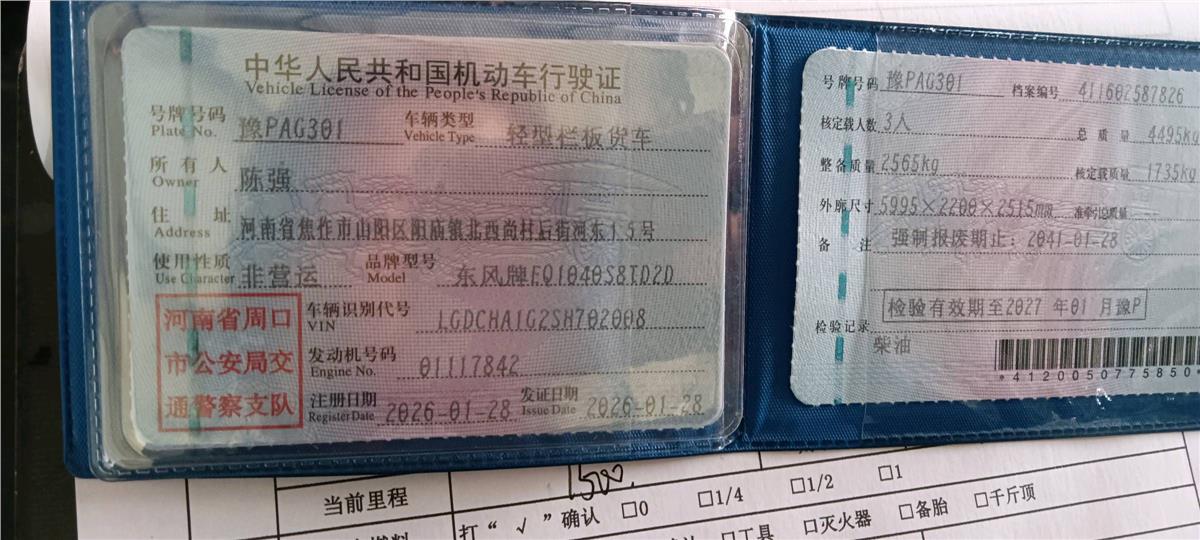 中华人民共和国机动车行驶证
Vehicle License of the People's Republic of China
号牌号码 豫PAG301 车辆类型 轻型栏板货车
Plate No. Vehicle Type
所有人 陈强
Owner
住址 河南省焦作市山阳区阳庙镇北西尚村后街河东15号
Address
使用性质 非营运 品牌型号 东风牌EQ1040S8TD2D
Use Character Model
河南省周口
市公安局交
通警察支队
车辆识别代号 LGDCHA1G2SH702008
VIN
发动机号码 01117842
Engine No.
注册日期 2026-01-28 发证日期 2026-01-28
Register Date Issue Date
号牌号码 豫PAG301 档案编号 411602587826
核定载人数 3人 总质量 4495kg
整备质量 2565kg 核定载质量 1735kg
外廓尺寸 5995×2200×2515mm 准牵引总质量
备注 强制报废期止:2041-01-28
检验有效期至2027年01月豫P
检验记录
柴油
*4120050775850*
当前里程 1500
打“√”确认 □0 □1/4 □1/2 □1
燃料
□工具 □灭火器 □备胎 □千斤顶